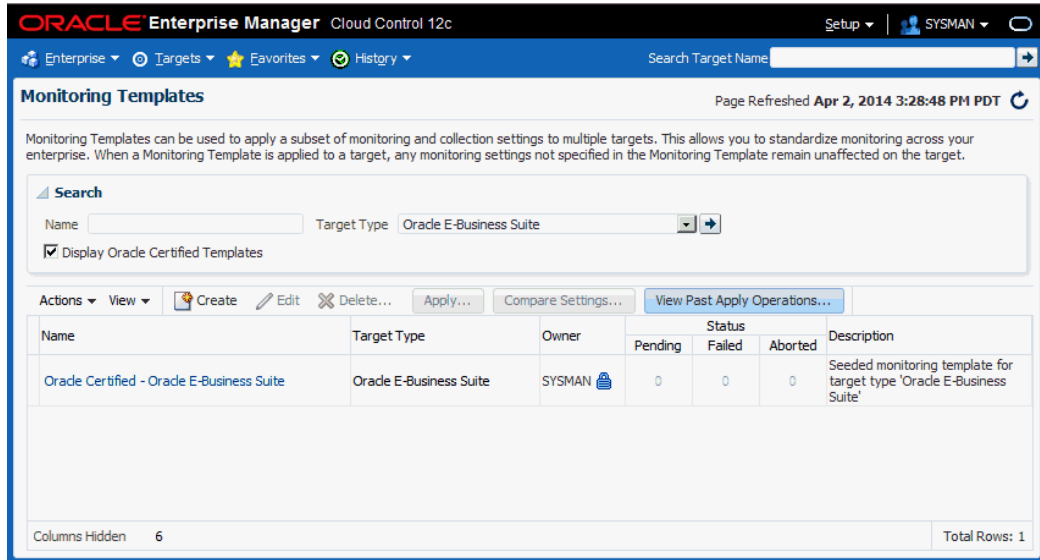 ORACLE Enterprise Manager Cloud Control 12c
Setup
SYSMAN
Enterprise
Targets
Favorites
History
Search Target Name
Monitoring Templates
Page Refreshed Apr 2, 2014 3:28:48 PM PDT
Monitoring Templates can be used to apply a subset of monitoring and collection settings to multiple targets. This allows you to standardize monitoring across your
enterprise. When a Monitoring Template is applied to a target, any monitoring settings not specified in the Monitoring Template remain unaffected on the target.
Search
Name
Target Type Oracle E-Business Suite
Display Oracle Certified Templates
Actions View Create Edit Delete... Apply... Compare Settings... View Past Apply Operations...
Name Target Type Owner Status Description
Pending Failed Aborted
Oracle Certified - Oracle E-Business Suite Oracle E-Business Suite SYSMAN 0 0 0
Seeded monitoring template for
target type 'Oracle E-Business
Suite'
Columns Hidden 6
Total Rows: 1